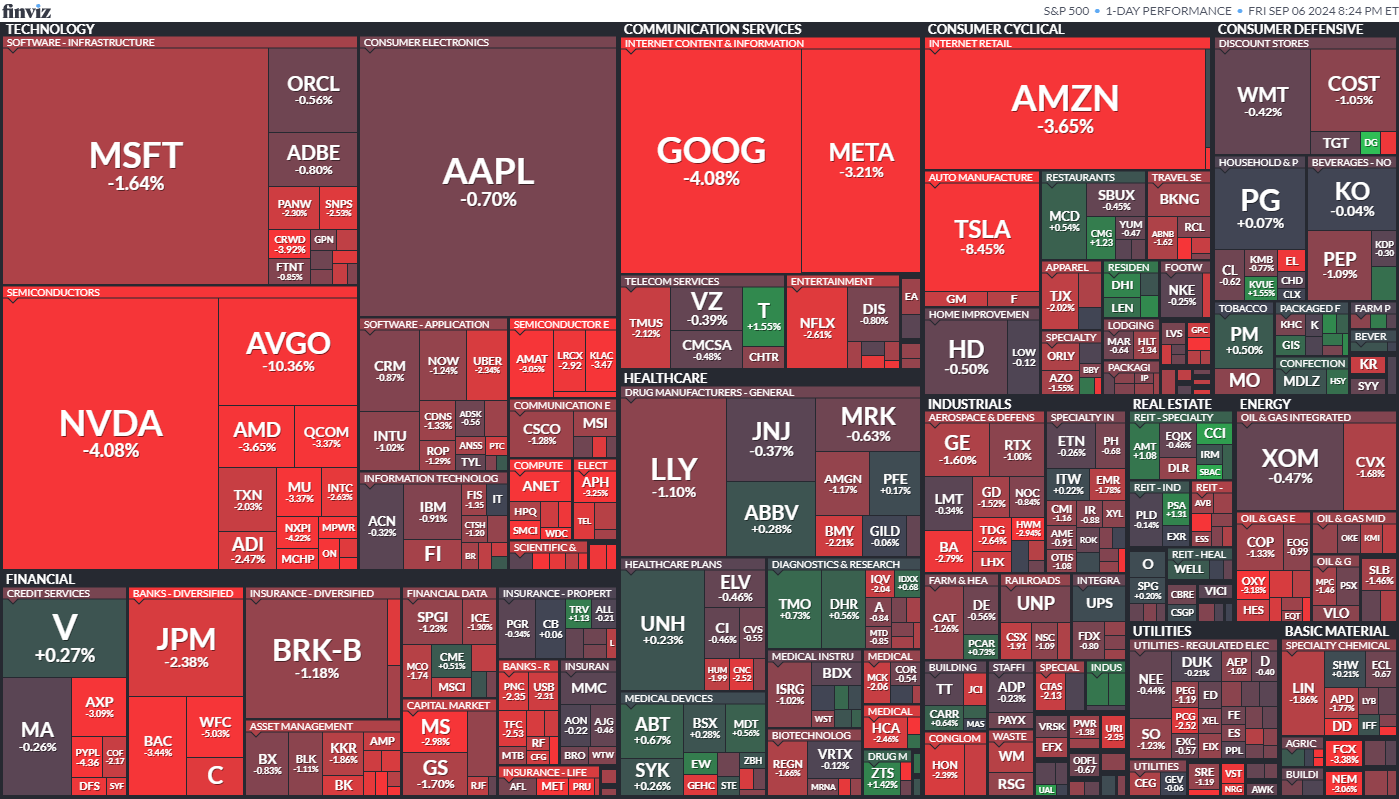 finviz
S&P 500 • 1-DAY PERFORMANCE • FRI SEP 06 2024 8:24 PM ET
TECHNOLOGY
SOFTWARE - INFRASTRUCTURE
MSFT
-1.64%
ORCL
-0.56%
ADBE
-0.80%
PANW
-2.30%
SNPS
-2.53%
CRWD
-3.92%
GPN
FTNT
-0.85%
CONSUMER ELECTRONICS
AAPL
-0.70%
SEMICONDUCTORS
NVDA
-4.08%
AVGO
-10.36%
AMD
-3.65%
QCOM
-3.37%
TXN
-2.03%
MU
-3.37%
INTC
-2.63%
ADI
-2.47%
NXPI
-4.22%
MPWR
MCHP
ON
SOFTWARE - APPLICATION
CRM
-0.87%
NOW
-1.24%
UBER
-2.34%
INTU
-1.02%
CDNS
-1.33%
ADSK
-0.56
ROP
-1.29%
ANSS
PTC
TYL
SEMICONDUCTOR E
AMAT
-3.05%
LRCX
-2.92
KLAC
-3.47
COMMUNICATION E
CSCO
-1.28%
MSI
INFORMATION TECHNOLOG
ACN
-0.32%
IBM
-0.91%
FIS
-1.35
IT
FI
CTSH
-1.20
BR
COMPUTE
ANET
HPQ
SMCI
WDC
ELECT
APH
-3.25%
TEL
SCIENTIFIC &
COMMUNICATION SERVICES
INTERNET CONTENT & INFORMATION
GOOG
-4.08%
META
-3.21%
TELECOM SERVICES
TMUS
-2.12%
VZ
-0.39%
T
+1.55%
CMCSA
-0.48%
CHTR
ENTERTAINMENT
NFLX
-2.61%
DIS
-0.80%
EA
CONSUMER CYCLICAL
INTERNET RETAIL
AMZN
-3.65%
AUTO MANUFACTURE
TSLA
-8.45%
GM
F
RESTAURANTS
MCD
+0.54%
SBUX
-0.45%
CMG
+1.23
YUM
-0.47
TRAVEL SE
BKNG
ABNB
-1.62
RCL
HOME IMPROVEMEN
HD
-0.50%
LOW
-0.12
APPAREL
TJX
-2.02%
RESIDEN
DHI
LEN
FOOTW
NKE
-0.25%
SPECIALTY
ORLY
AZO
-1.55%
BBY
LODGING
MAR
-0.64
HLT
-1.34
LVS
GPC
PACKAGI
IP
CONSUMER DEFENSIVE
DISCOUNT STORES
WMT
-0.42%
COST
-1.05%
TGT
DG
HOUSEHOLD & P
PG
+0.07%
CL
-0.62
KMB
-0.77%
EL
KVUE
+1.55%
CHD
CLX
BEVERAGES - NO
KO
-0.04%
PEP
-1.09%
KDP
-0.30
TOBACCO
PM
+0.50%
MO
PACKAGED F
KHC
K
GIS
FARM P
BEVER
CONFECTION
MDLZ
HSY
KR
SYY
HEALTHCARE
DRUG MANUFACTURERS - GENERAL
LLY
-1.10%
JNJ
-0.37%
MRK
-0.63%
ABBV
+0.28%
AMGN
-1.17%
PFE
+0.17%
BMY
-2.21%
GILD
-0.06%
HEALTHCARE PLANS
UNH
+0.23%
ELV
-0.46%
CI
-0.46
CVS
-0.55
HUM
-1.99
CNC
-2.52
DIAGNOSTICS & RESEARCH
TMO
+0.73%
DHR
+0.56%
IQV
-2.04
IDXX
+0.68
A
-0.84
MTD
-0.85
MEDICAL INSTRU
ISRG
-1.02%
BDX
WST
MEDICAL
MCK
-2.06
COR
-0.54
MEDICAL
HCA
-2.46%
MEDICAL DEVICES
ABT
+0.67%
BSX
+0.28%
MDT
+0.56%
SYK
+0.26%
EW
ZBH
GEHC
STE
BIOTECHNOLOGY
REGN
-1.66%
VRTX
-0.12%
MRNA
DRUG M
ZTS
+1.42%
FINANCIAL
CREDIT SERVICES
V
+0.27%
MA
-0.26%
AXP
-3.09%
PYPL
-4.36
COF
-2.17
DFS
SYF
BANKS - DIVERSIFIED
JPM
-2.38%
BAC
-3.44%
WFC
-5.03%
C
INSURANCE - DIVERSIFIED
BRK-B
-1.18%
ASSET MANAGEMENT
BX
-0.83%
BLK
-1.11%
KKR
-1.86%
AMP
BK
FINANCIAL DATA
SPGI
-1.23%
ICE
-1.30%
MCO
-1.74
CME
+0.51%
MSCI
CAPITAL MARKET
MS
-2.98%
GS
-1.70%
RJF
INSURANCE - PROPERT
PGR
-0.34%
CB
+0.06
TRV
+1.13
ALL
-0.21
L
BANKS - R
PNC
-2.35
USB
-2.31
TFC
-2.53
RF
MTB
CFG
INSURAN
MMC
AON
-0.22
AJG
-0.46
BRO
WTW
INSURANCE - LIFE
AFL
MET
PRU
INDUSTRIALS
AEROSPACE & DEFENS
GE
-1.60%
RTX
-1.00%
LMT
-0.34%
GD
-1.52%
NOC
-0.84%
BA
-2.79%
TDG
-2.64%
HWM
-2.94%
LHX
SPECIALTY IN
ETN
-0.26%
PH
-0.68
ITW
+0.22%
EMR
-1.78%
CMI
-1.16
IR
-0.88
XYL
AME
-0.91
ROK
OTIS
-1.08
FARM & HEA
CAT
-1.26%
DE
-0.56%
PCAR
+0.73%
RAILROADS
UNP
CSX
-1.91
NSC
-1.09
INTEGRA
UPS
FDX
-0.80
BUILDING
TT
JCI
CARR
+0.64%
MAS
STAFFI
ADP
-0.23%
PAYX
SPECIAL
CTAS
-2.13
INDUS
VRSK
PWR
-1.38
URI
-2.35
EFX
CONGLOM
HON
-2.39%
WASTE
WM
RSG
ODFL
-0.67
UAL
REAL ESTATE
REIT - SPECIALTY
AMT
+1.08
EQIX
-0.46%
CCI
IRM
DLR
SBAC
REIT - IND
PLD
-0.14%
PSA
+1.31
EXR
REIT -
AVB
ESS
O
SPG
+0.20%
REIT - HEAL
WELL
CBRE
VICI
CSGP
ENERGY
OIL & GAS INTEGRATED
XOM
-0.47%
CVX
-1.68%
OIL & GAS E
COP
-1.33%
EOG
-0.99
OXY
-3.18%
HES
EQT
OIL & GAS MID
OKE
KMI
OIL & G
MPC
-1.46
PSX
VLO
SLB
-1.46%
UTILITIES
UTILITIES - REGULATED ELEC
NEE
-0.44%
DUK
-0.21%
AEP
-1.02
D
-0.40
SO
-1.23%
PEG
-1.19
ED
PCG
-2.52
XEL
FE
ES
EXC
-0.57
EIX
PPL
UTILITIES
CEG
GEV
-0.06
SRE
-1.19
VST
NRG
AWK
BASIC MATERIAL
SPECIALTY CHEMICAL
LIN
-1.86%
SHW
+0.21%
ECL
-0.67
APD
-1.77%
LYB
DD
IFF
AGRIC
FCX
-3.38%
BUILDI
NEM
-3.06%